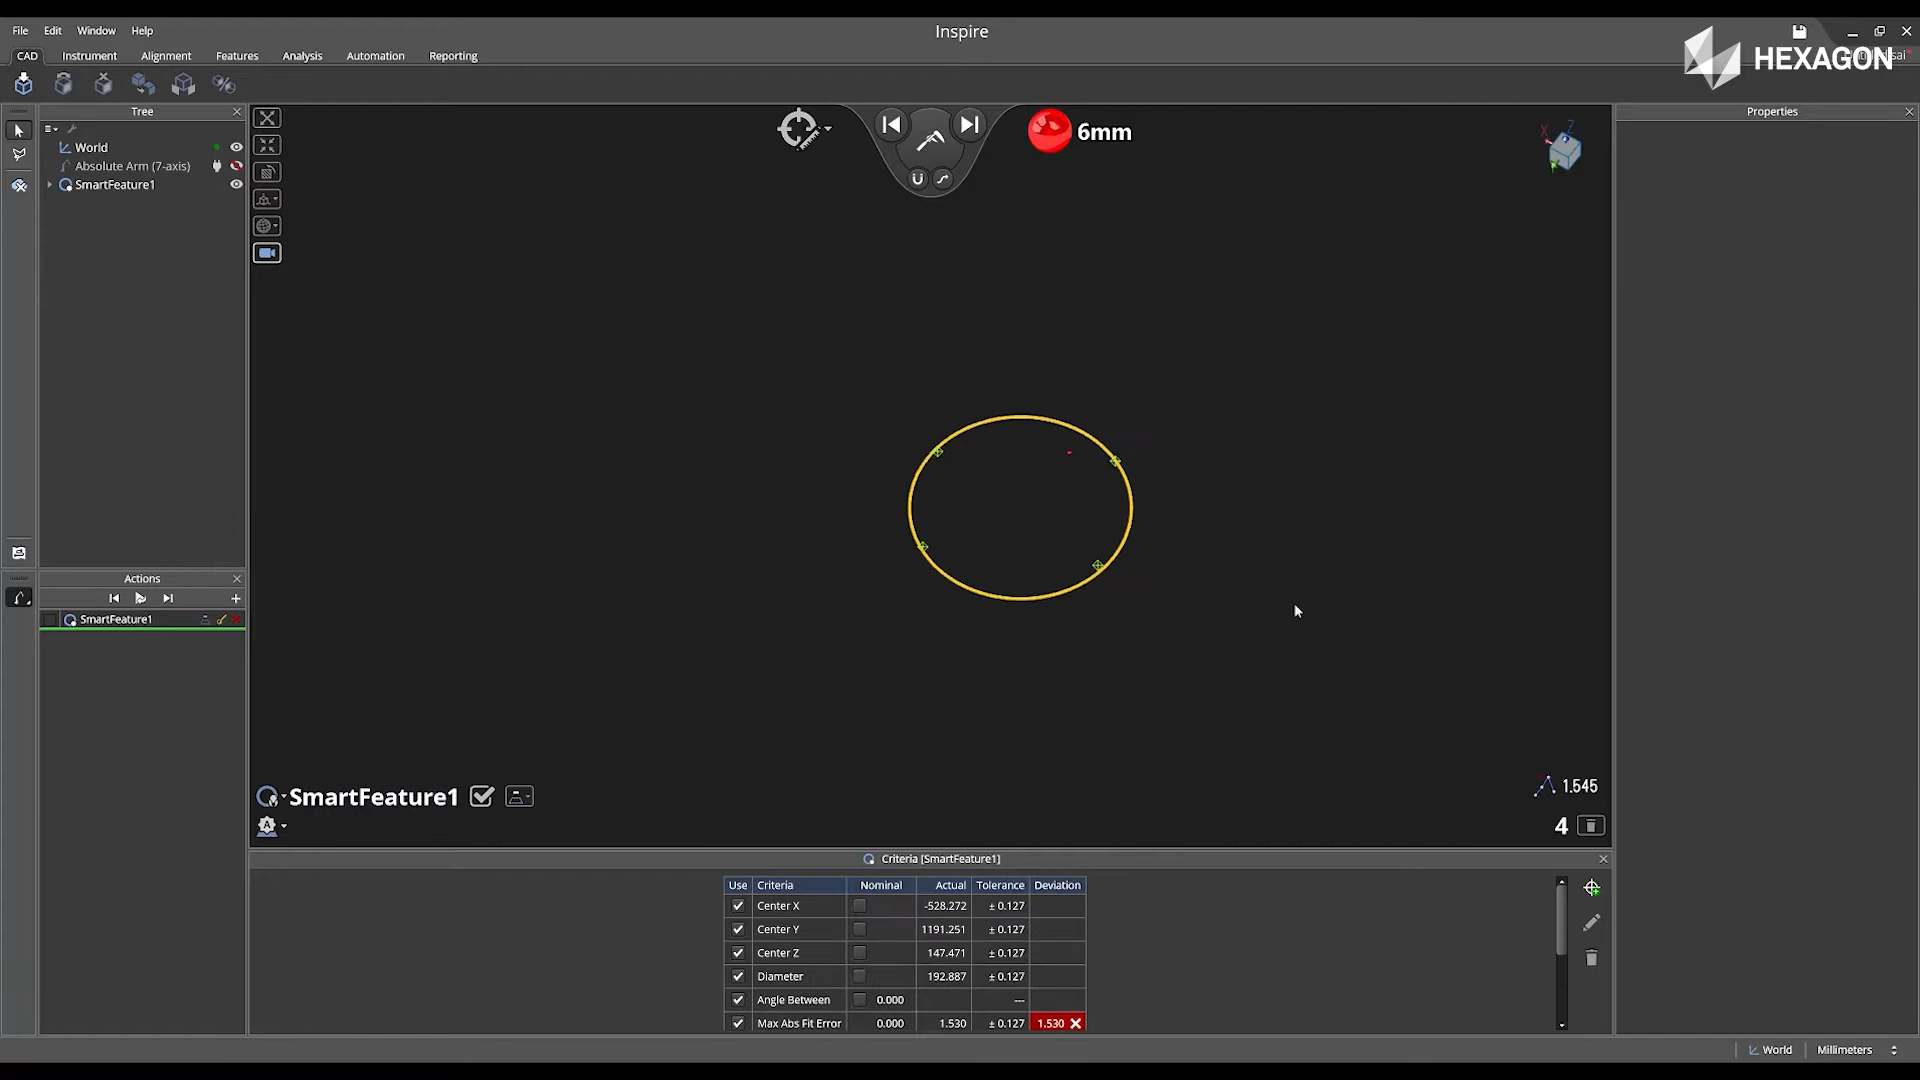 File Edit Window Help
Inspire
CAD Instrument Alignment Features Analysis Automation Reporting
HEXAGON
Tree
World
Absolute Arm (7-axis)
SmartFeature1
6mm
X Z Y
Properties
Actions
SmartFeature1
SmartFeature1
1.545
A
4
Criteria [SmartFeature1]
Use Criteria Nominal Actual Tolerance Deviation
Center X -528.272 ± 0.127
Center Y 1191.251 ± 0.127
Center Z 147.471 ± 0.127
Diameter 192.887 ± 0.127
Angle Between 0.000 ---
Max Abs Fit Error 0.000 1.530 ± 0.127 1.530
World Millimeters